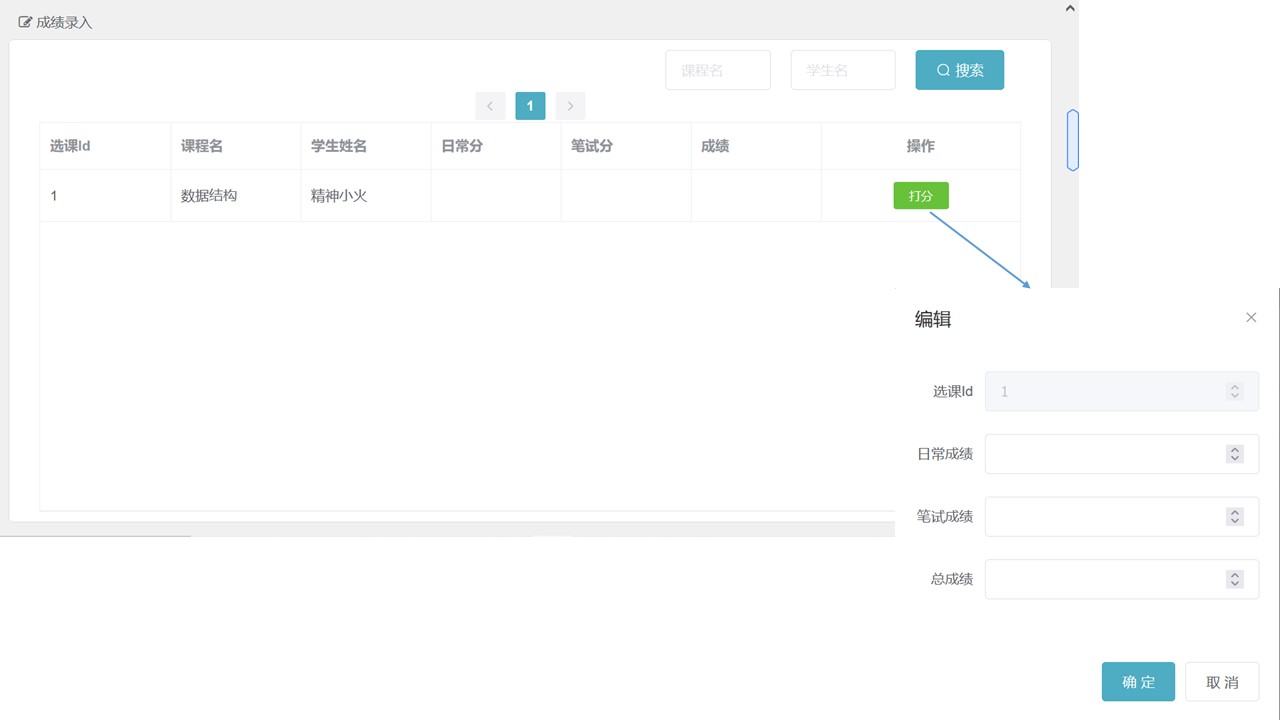 成绩录入
课程名 学生名 搜索
1
选课Id 课程名 学生姓名 日常分 笔试分 成绩 操作
1 数据结构 精神小火 打分
编辑
选课Id 1
日常成绩
笔试成绩
总成绩
确 定 取 消